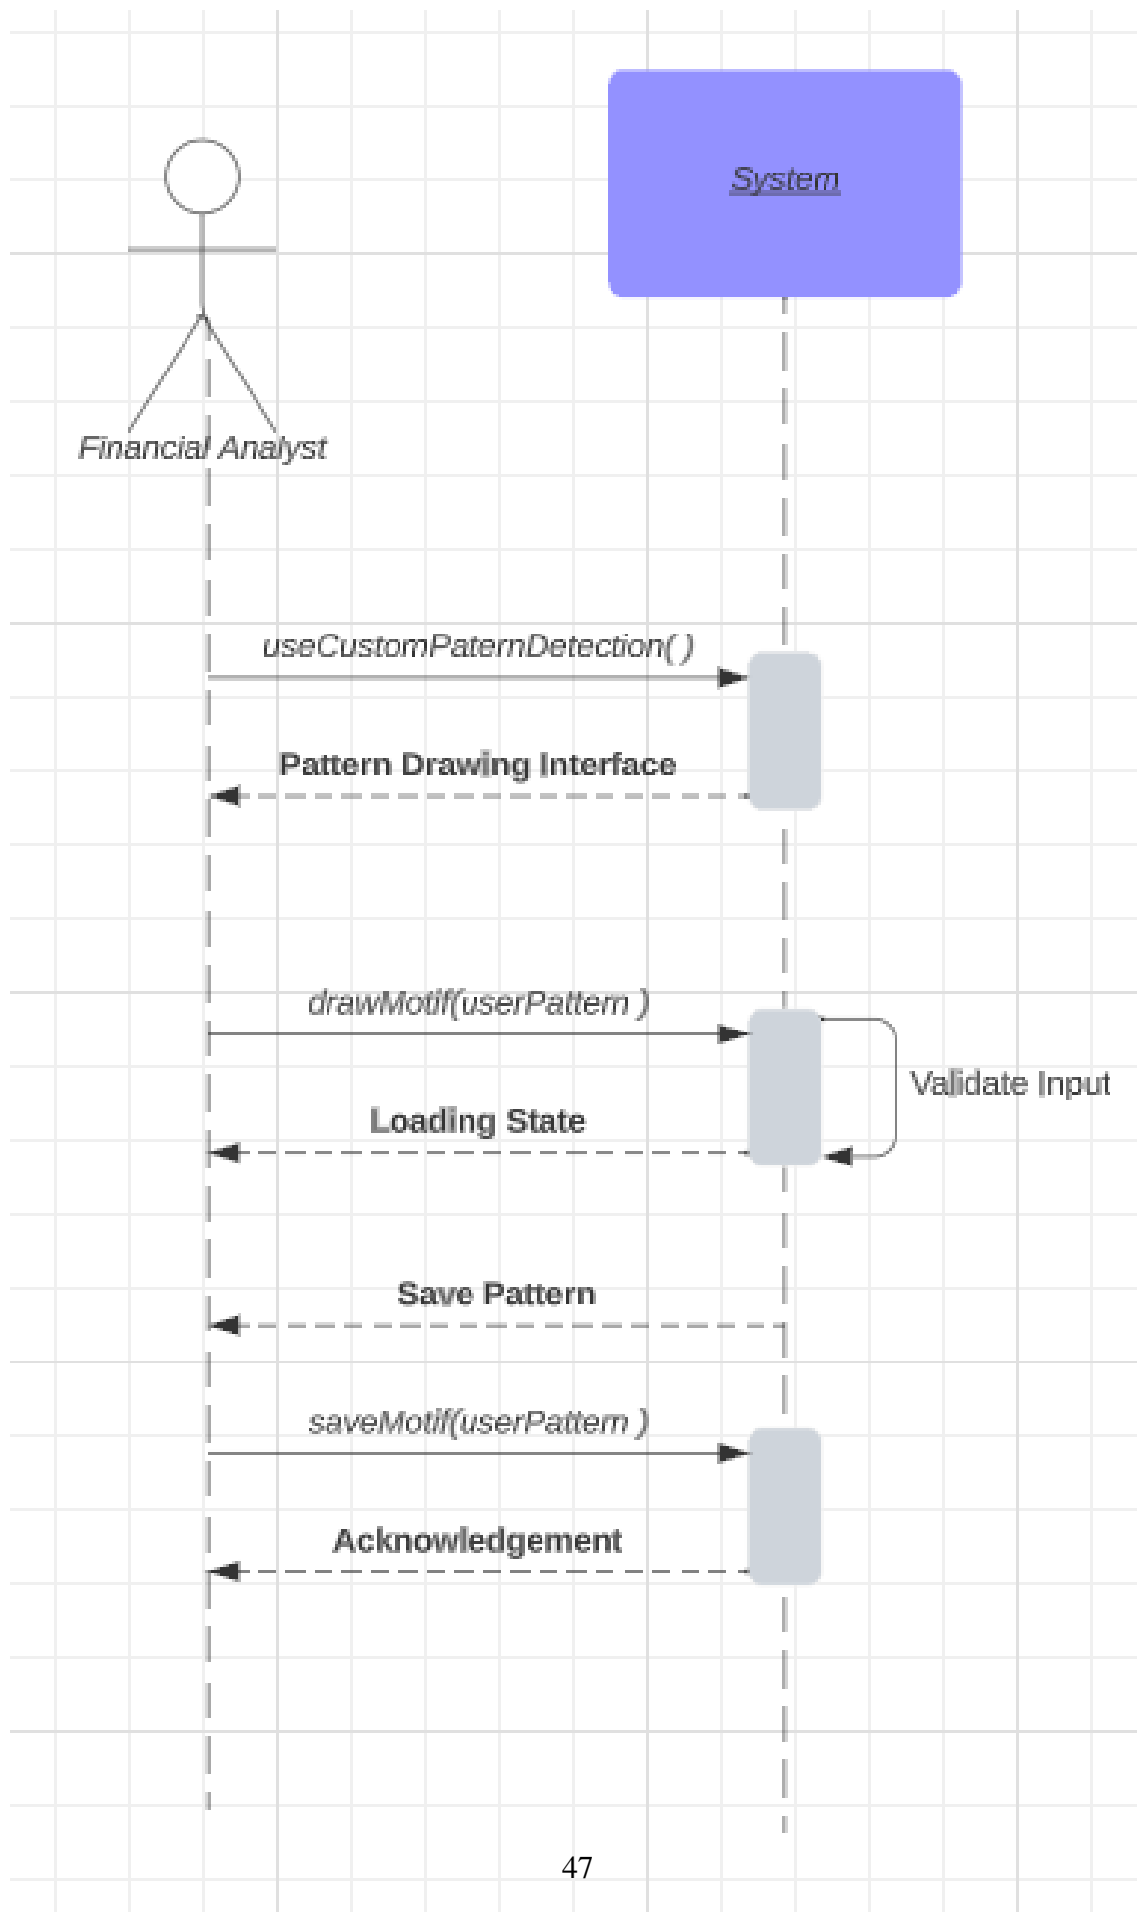 System
Financial Analyst
useCustomPaternDetection( )
Pattern Drawing Interface
drawMotif(userPattern )
Validate Input
Loading State
Save Pattern
saveMotif(userPattern )
Acknowledgement
47